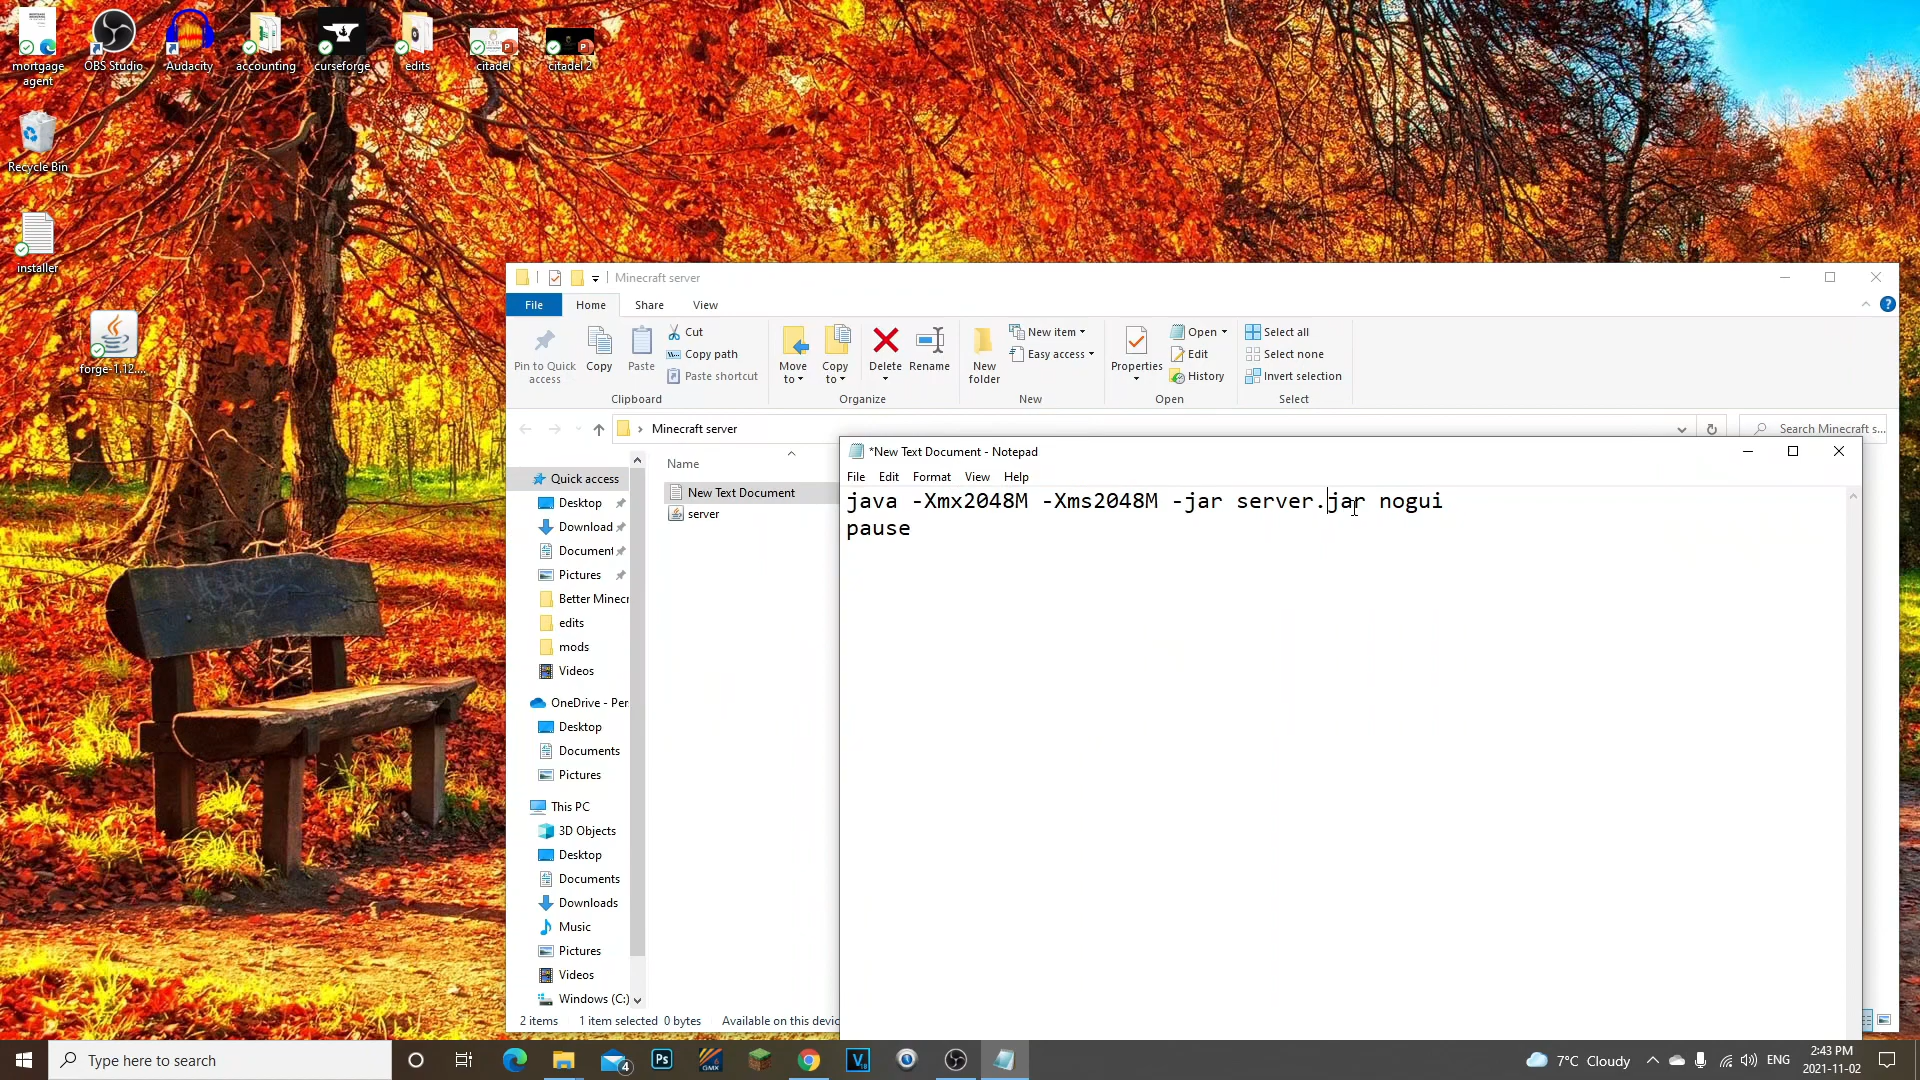 mortgage agent
OBS Studio
Audacity
accounting
curseforge
edits
citadel
citadel 2
Recycle Bin
installer
forge-1.12....
Minecraft server
File
Home
Share
View
Pin to Quick access
Copy
Paste
Cut
Copy path
Paste shortcut
Clipboard
Move to
Copy to
Delete
Rename
Organize
New folder
New item
Easy access
New
Properties
Open
Edit
History
Open
Select all
Select none
Invert selection
Select
Minecraft server
Search Minecraft s...
Name
New Text Document
server
Quick access
Desktop
Download
Document
Pictures
Better Minecr
edits
mods
Videos
OneDrive - Per
Desktop
Documents
Pictures
This PC
3D Objects
Desktop
Documents
Downloads
Music
Pictures
Videos
Windows (C:)
2 items
1 item selected 0 bytes
Available on this devic
*New Text Document - Notepad
File Edit Format View Help
java -Xmx2048M -Xms2048M -jar server.jar nogui
pause
Type here to search
4
Ps
GMX
V
7°C Cloudy
ENG
2:43 PM
2021-11-02